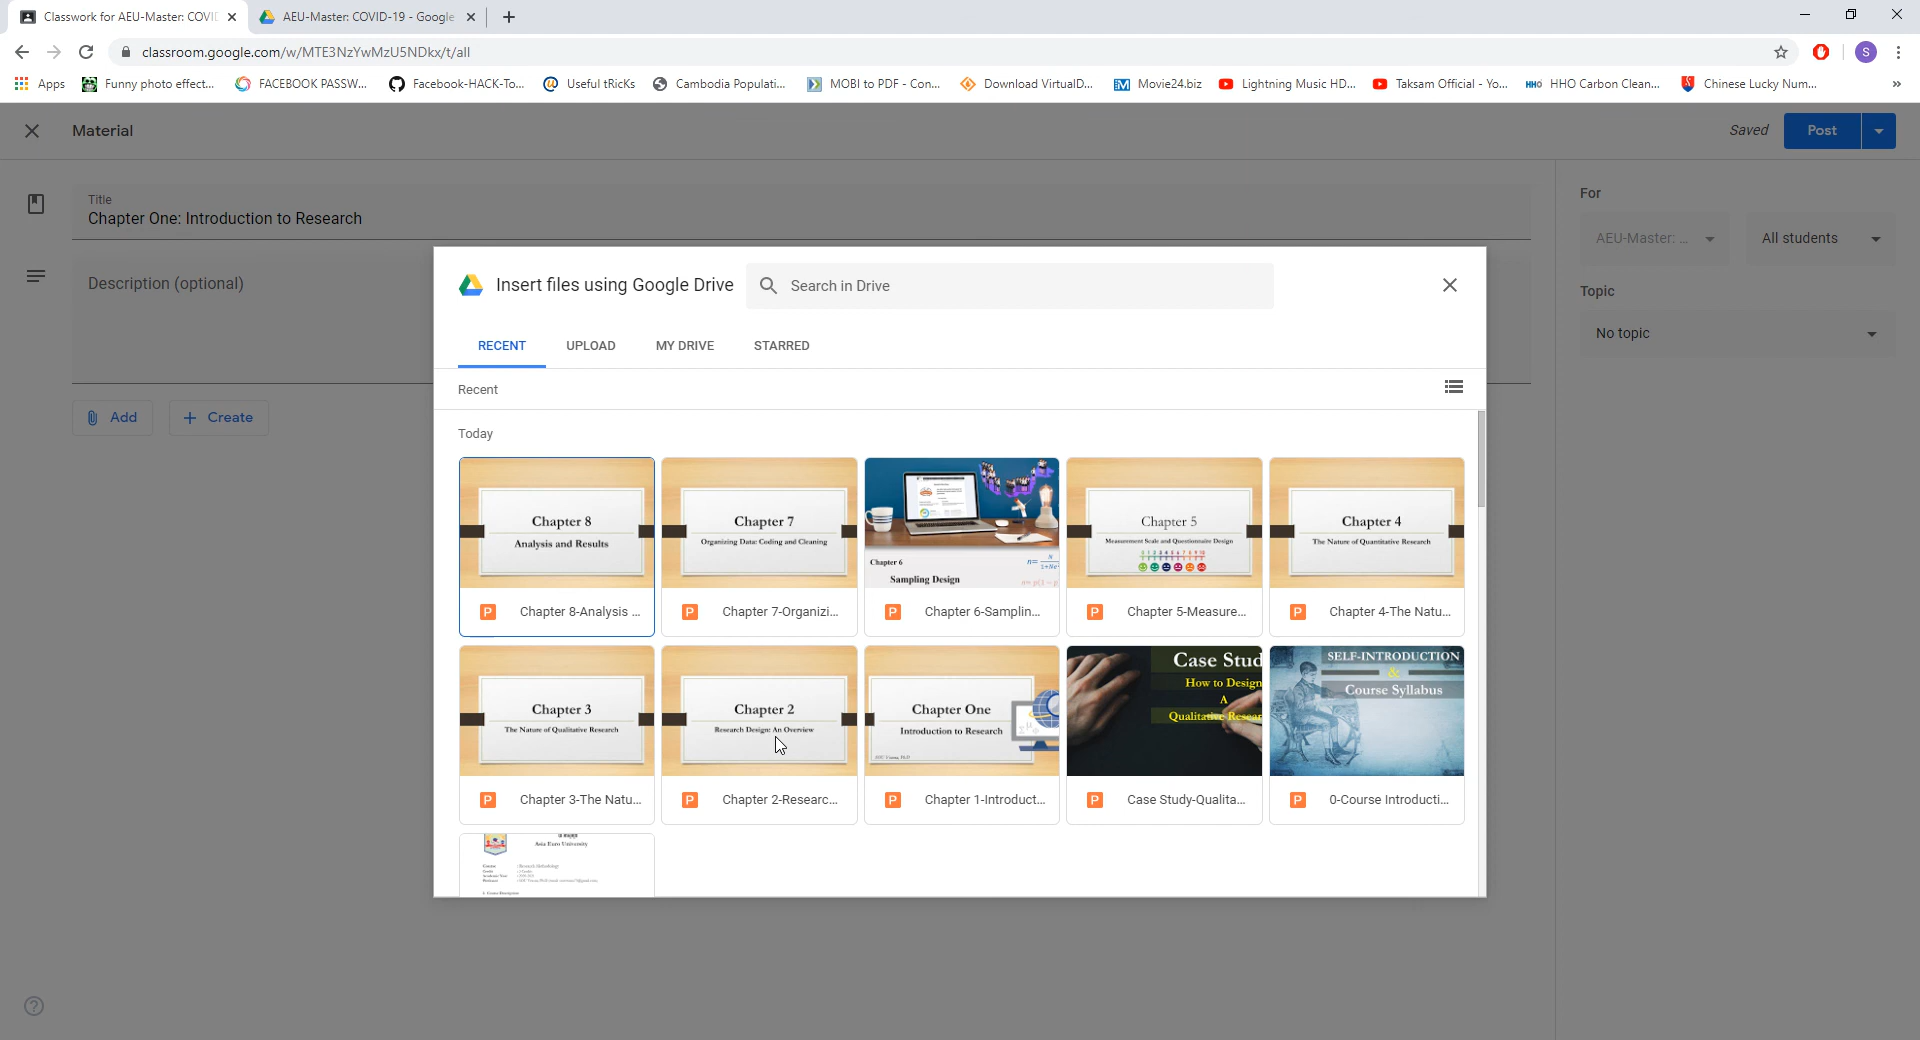 Classwork for AEU-Master: COVI
AEU-Master: COVID-19 - Google
classroom.google.com/w/MTE3NzYwMzU5NDkx/t/all
S
Apps
Funny photo effect...
FACEBOOK PASSW...
Facebook-HACK-To...
Useful tRicKs
Cambodia Populati...
MOBI to PDF - Con...
Download VirtualD...
Movie24.biz
Lightning Music HD...
Taksam Official - Yo...
HHO Carbon Clean...
Chinese Lucky Num...
Material
Saved
Post
Title
Chapter One: Introduction to Research
Description (optional)
Add
Create
For
AEU-Master: ...
All students
Topic
No topic
Insert files using Google Drive
Search in Drive
RECENT
UPLOAD
MY DRIVE
STARRED
Recent
Today
Chapter 8
Analysis and Results
P Chapter 8-Analysis ...
Chapter 7
Organizing Data: Coding and Cleaning
P Chapter 7-Organizi...
Chapter 6
Sampling Design
P Chapter 6-Samplin...
Chapter 5
Measurement Scale and Questionnaire Design
P Chapter 5-Measure...
Chapter 4
The Nature of Quantitative Research
P Chapter 4-The Natu...
Chapter 3
The Nature of Qualitative Research
P Chapter 3-The Natu...
Chapter 2
Research Design: An Overview
P Chapter 2-Researc...
Chapter One
Introduction to Research
P Chapter 1-Introduct...
Case Stud
How to Design
A
Qualitative Resear
P Case Study-Qualita...
SELF-INTRODUCTION
&
Course Syllabus
P 0-Course Introducti...
Asia Euro University